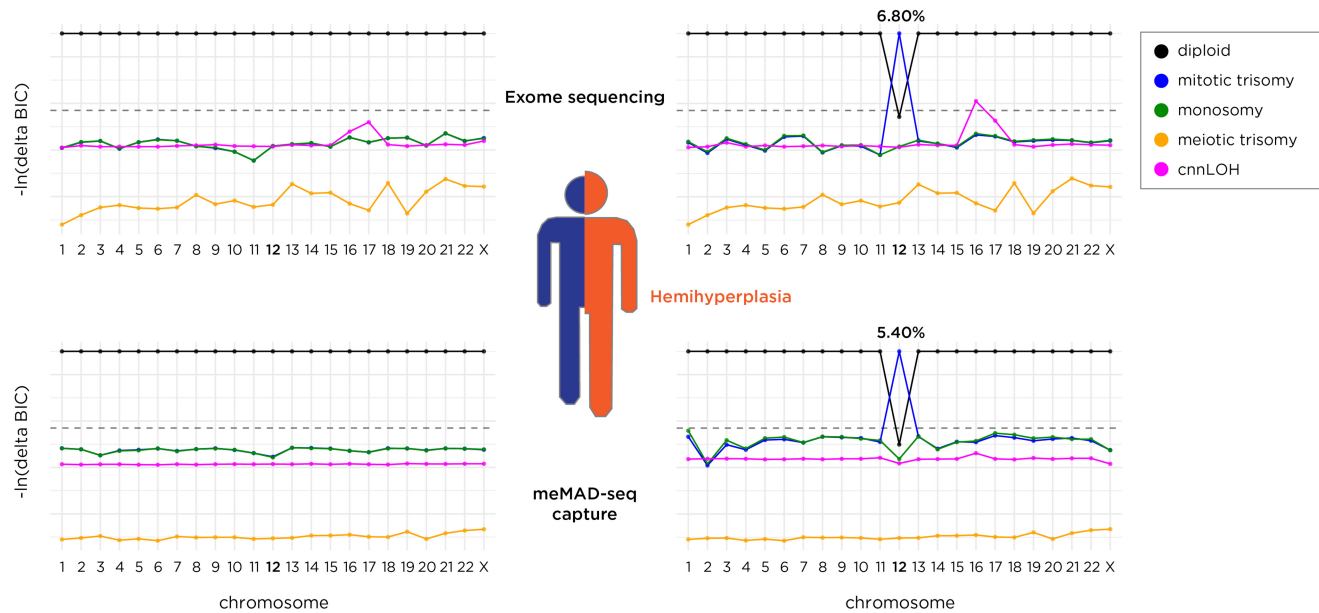 6.80%
diploid
mitotic trisomy
monosomy
meiotic trisomy
cnnLOH
-ln(delta BIC)
Exome sequencing
1 2 3 4 5 6 7 8 9 10 11 12 13 14 15 16 17 18 19 20 21 22 X
1 2 3 4 5 6 7 8 9 10 11 12 13 14 15 16 17 18 19 20 21 22 X
Hemihyperplasia
5.40%
-ln(delta BIC)
meMAD-seq
capture
1 2 3 4 5 6 7 8 9 10 11 12 13 14 15 16 17 18 19 20 21 22 X
1 2 3 4 5 6 7 8 9 10 11 12 13 14 15 16 17 18 19 20 21 22 X
chromosome
chromosome